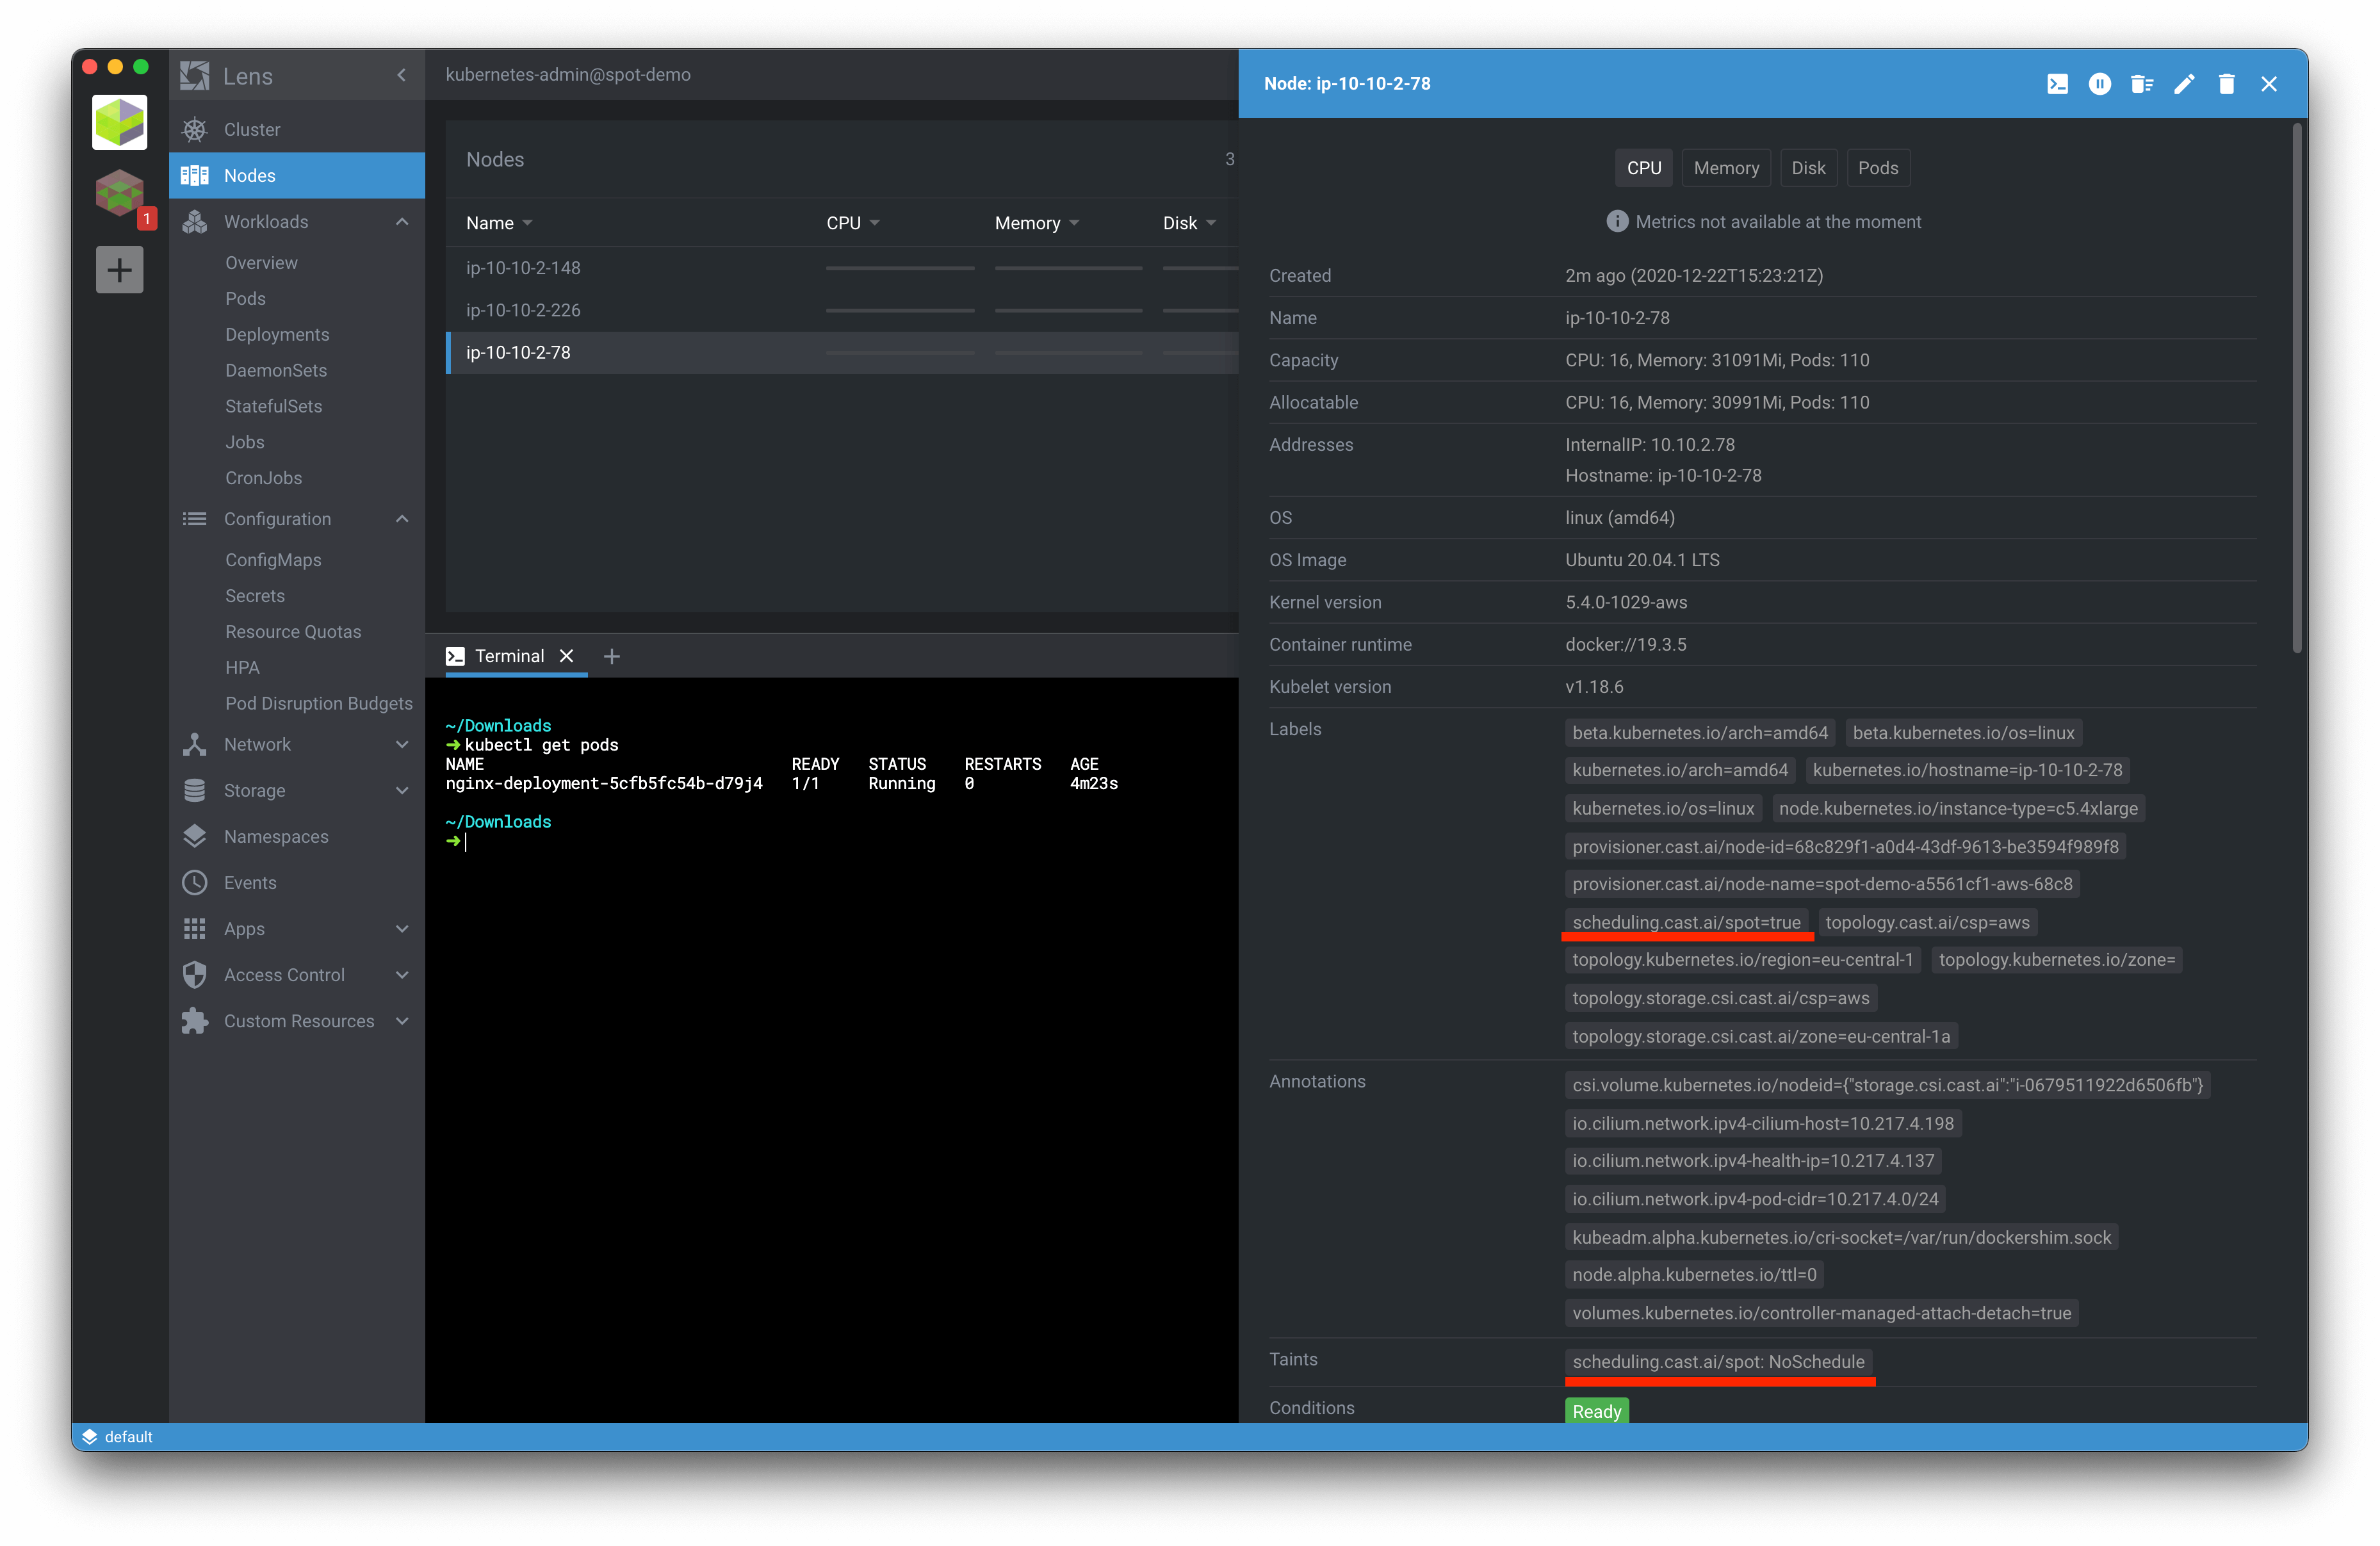 Lens
kubernetes-admin@spot-demo
1
Cluster
Nodes
Workloads
Overview
Pods
Deployments
DaemonSets
StatefulSets
Jobs
CronJobs
Configuration
ConfigMaps
Secrets
Resource Quotas
HPA
Pod Disruption Budgets
Network
Storage
Namespaces
Events
Apps
Access Control
Custom Resources
Nodes 3
Name CPU Memory Disk
ip-10-10-2-148
ip-10-10-2-226
ip-10-10-2-78
Terminal
~/Downloads
➜ kubectl get pods
NAME READY STATUS RESTARTS AGE
nginx-deployment-5cfb5fc54b-d79j4 1/1 Running 0 4m23s
~/Downloads
➜
Node: ip-10-10-2-78
CPU Memory Disk Pods
Metrics not available at the moment
Created 2m ago (2020-12-22T15:23:21Z)
Name ip-10-10-2-78
Capacity CPU: 16, Memory: 31091Mi, Pods: 110
Allocatable CPU: 16, Memory: 30991Mi, Pods: 110
Addresses InternalIP: 10.10.2.78
Hostname: ip-10-10-2-78
OS linux (amd64)
OS Image Ubuntu 20.04.1 LTS
Kernel version 5.4.0-1029-aws
Container runtime docker://19.3.5
Kubelet version v1.18.6
Labels beta.kubernetes.io/arch=amd64 beta.kubernetes.io/os=linux
kubernetes.io/arch=amd64 kubernetes.io/hostname=ip-10-10-2-78
kubernetes.io/os=linux node.kubernetes.io/instance-type=c5.4xlarge
provisioner.cast.ai/node-id=68c829f1-a0d4-43df-9613-be3594f989f8
provisioner.cast.ai/node-name=spot-demo-a5561cf1-aws-68c8
scheduling.cast.ai/spot=true topology.cast.ai/csp=aws
topology.kubernetes.io/region=eu-central-1 topology.kubernetes.io/zone=
topology.storage.csi.cast.ai/csp=aws
topology.storage.csi.cast.ai/zone=eu-central-1a
Annotations csi.volume.kubernetes.io/nodeid={"storage.csi.cast.ai":"i-0679511922d6506fb"}
io.cilium.network.ipv4-cilium-host=10.217.4.198
io.cilium.network.ipv4-health-ip=10.217.4.137
io.cilium.network.ipv4-pod-cidr=10.217.4.0/24
kubeadm.alpha.kubernetes.io/cri-socket=/var/run/dockershim.sock
node.alpha.kubernetes.io/ttl=0
volumes.kubernetes.io/controller-managed-attach-detach=true
Taints scheduling.cast.ai/spot: NoSchedule
Conditions Ready
default